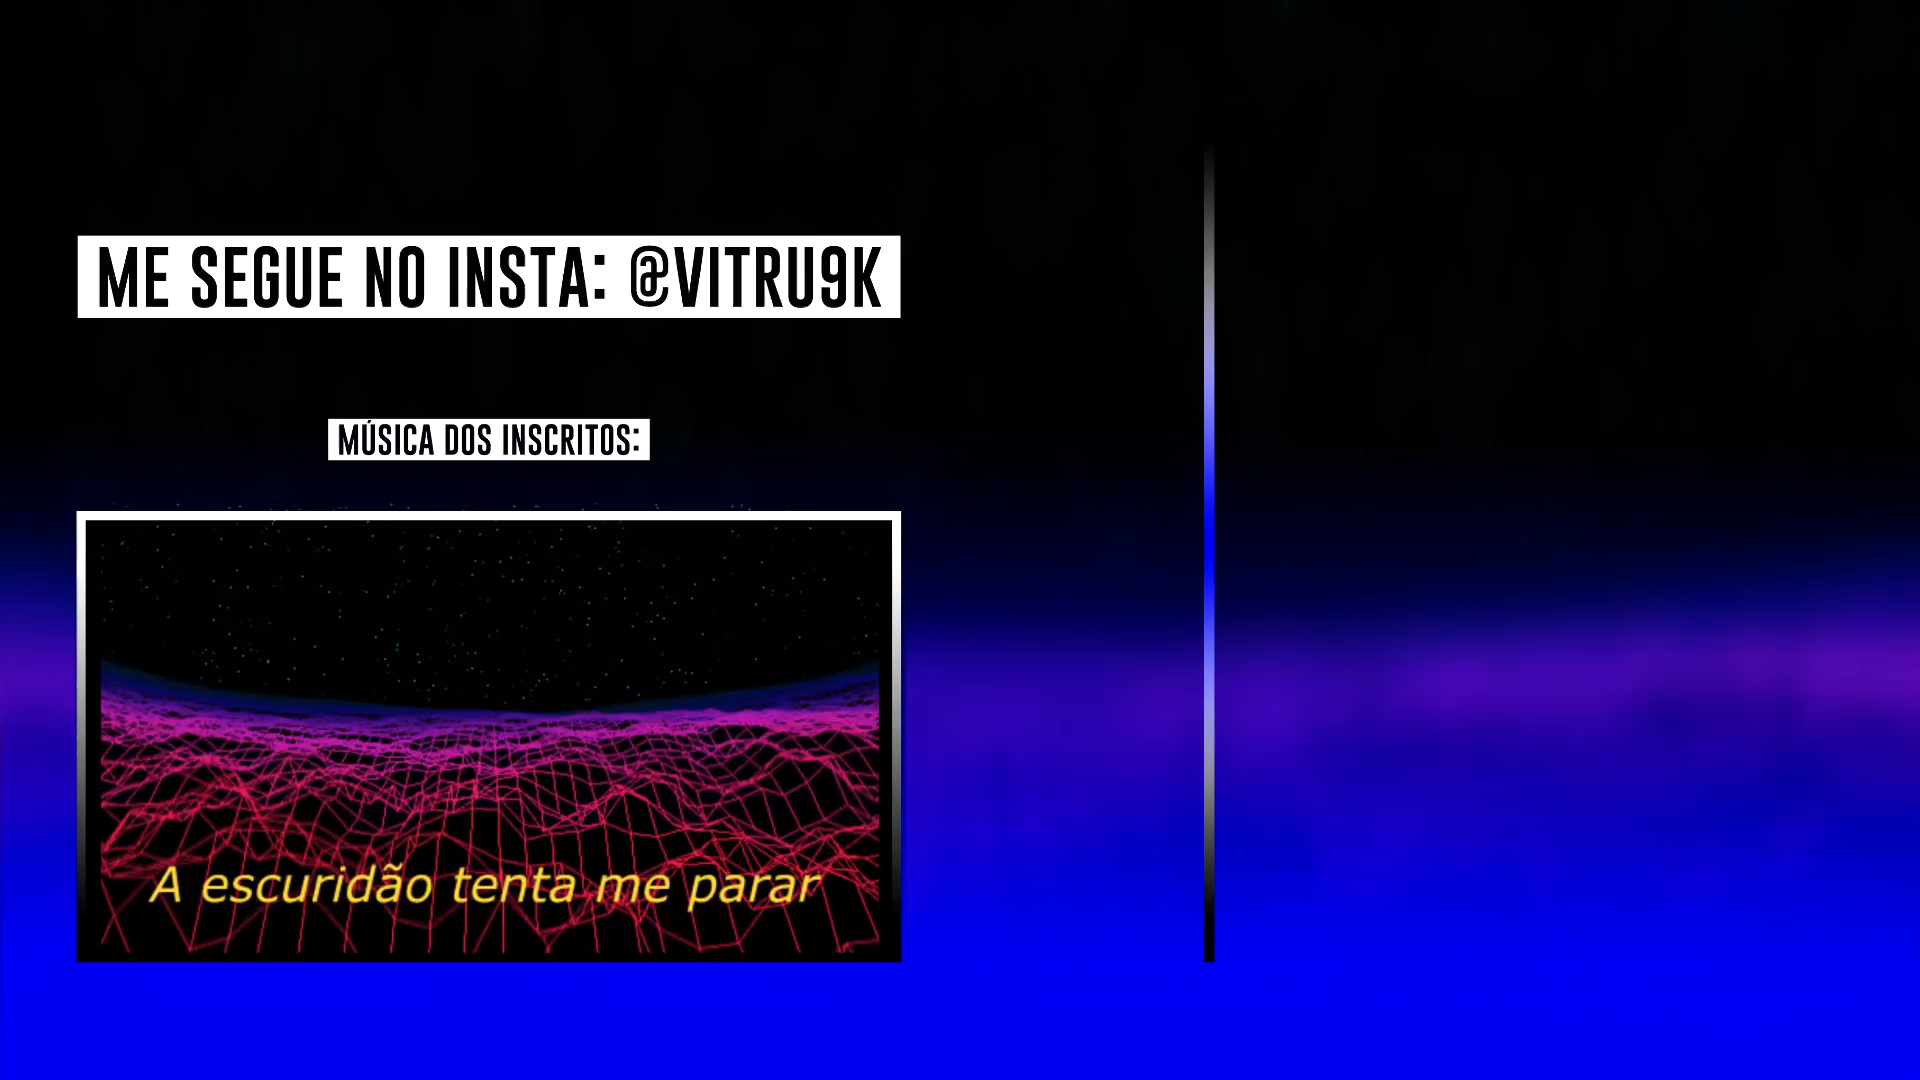 ME SEGUE NO INSTA: @VITRU9K
MÚSICA DOS INSCRITOS:
A escuridão tenta me parar